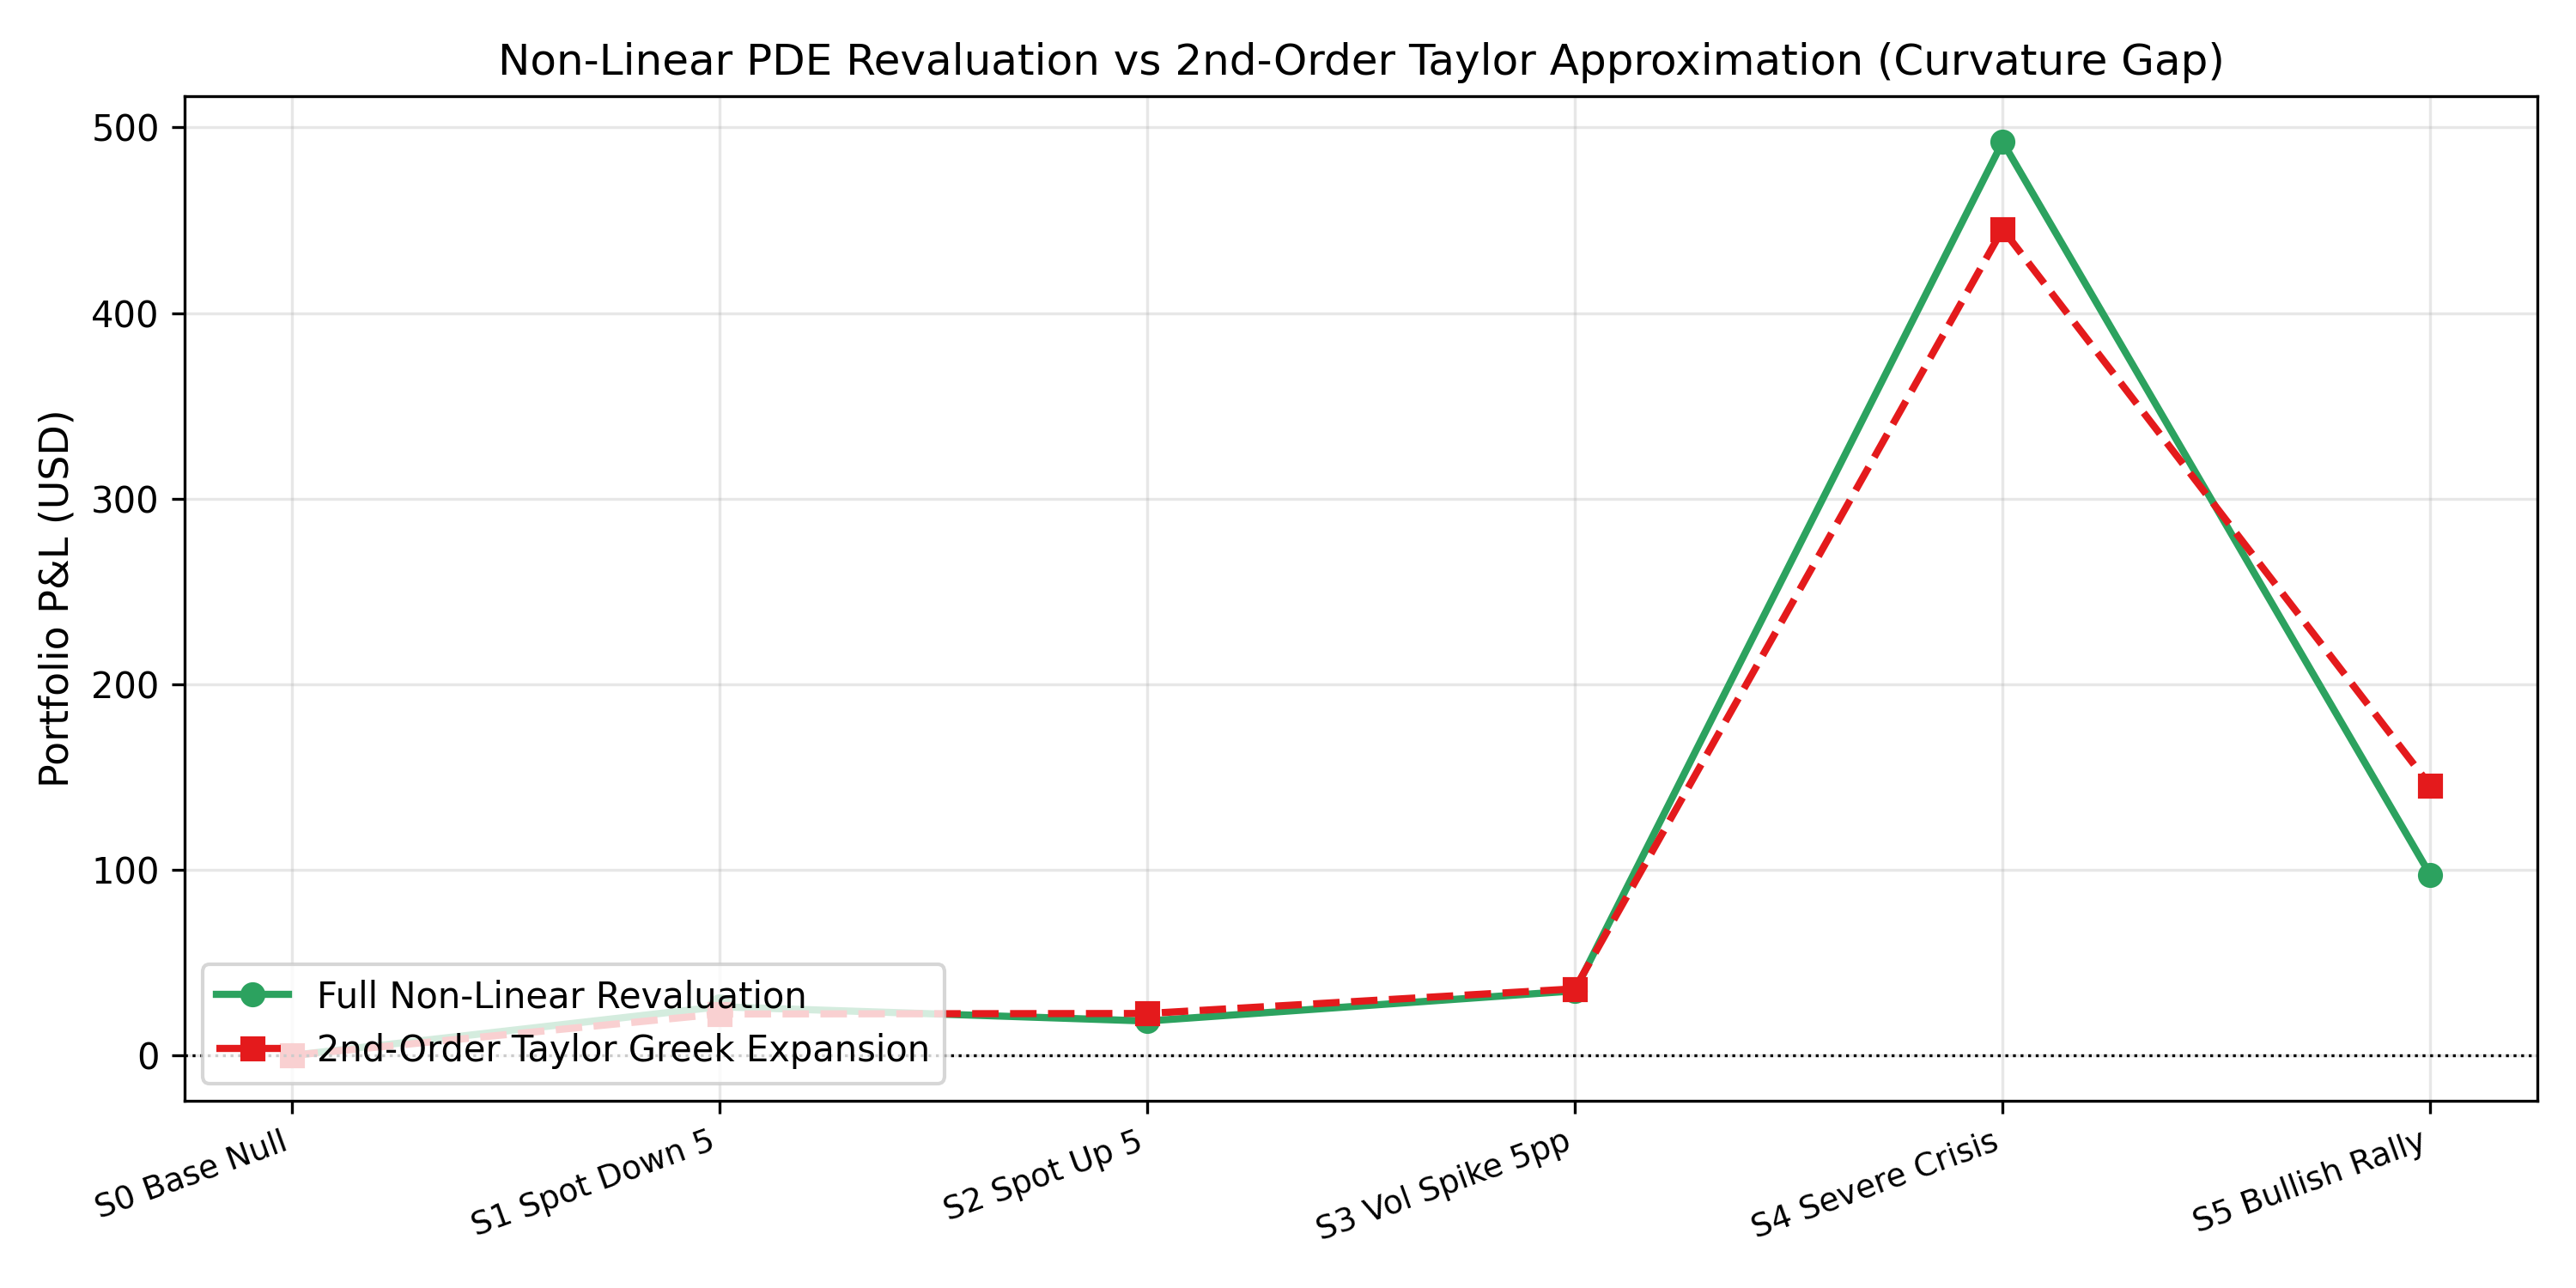 Non-Linear PDE Revaluation vs 2nd-Order Taylor Approximation (Curvature Gap)
Portfolio P&L (USD)
500
400
300
200
100
0
Full Non-Linear Revaluation
2nd-Order Taylor Greek Expansion
S0 Base Null
S1 Spot Down 5
S2 Spot Up 5
S3 Vol Spike 5pp
S4 Severe Crisis
S5 Bullish Rally